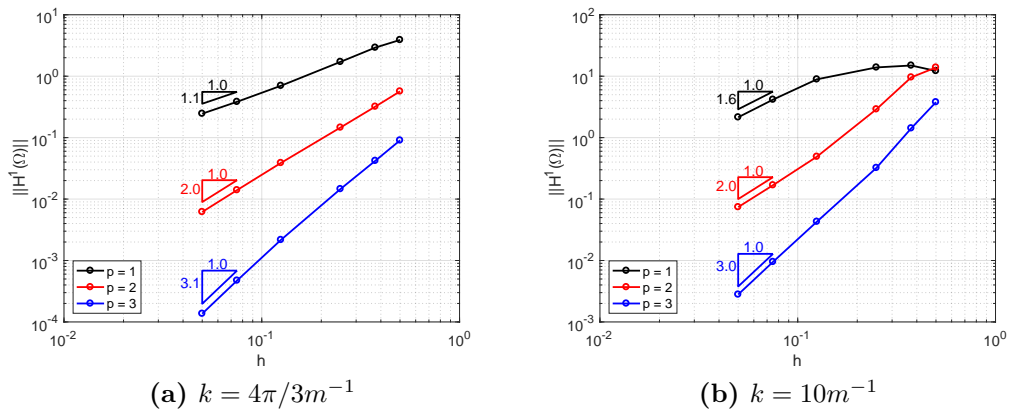 10^1
10^0
10^-1
10^-2
10^-3
10^-4
||H^1(Ω)||
1.0
1.1
1.0
2.0
1.0
3.1
p = 1
p = 2
p = 3
10^-2
10^-1
10^0
h
(a) k = 4π/3m^-1
10^2
10^1
10^0
10^-1
10^-2
10^-3
||H^1(Ω)||
1.0
1.6
1.0
2.0
1.0
3.0
p = 1
p = 2
p = 3
10^-2
10^-1
10^0
h
(b) k = 10m^-1